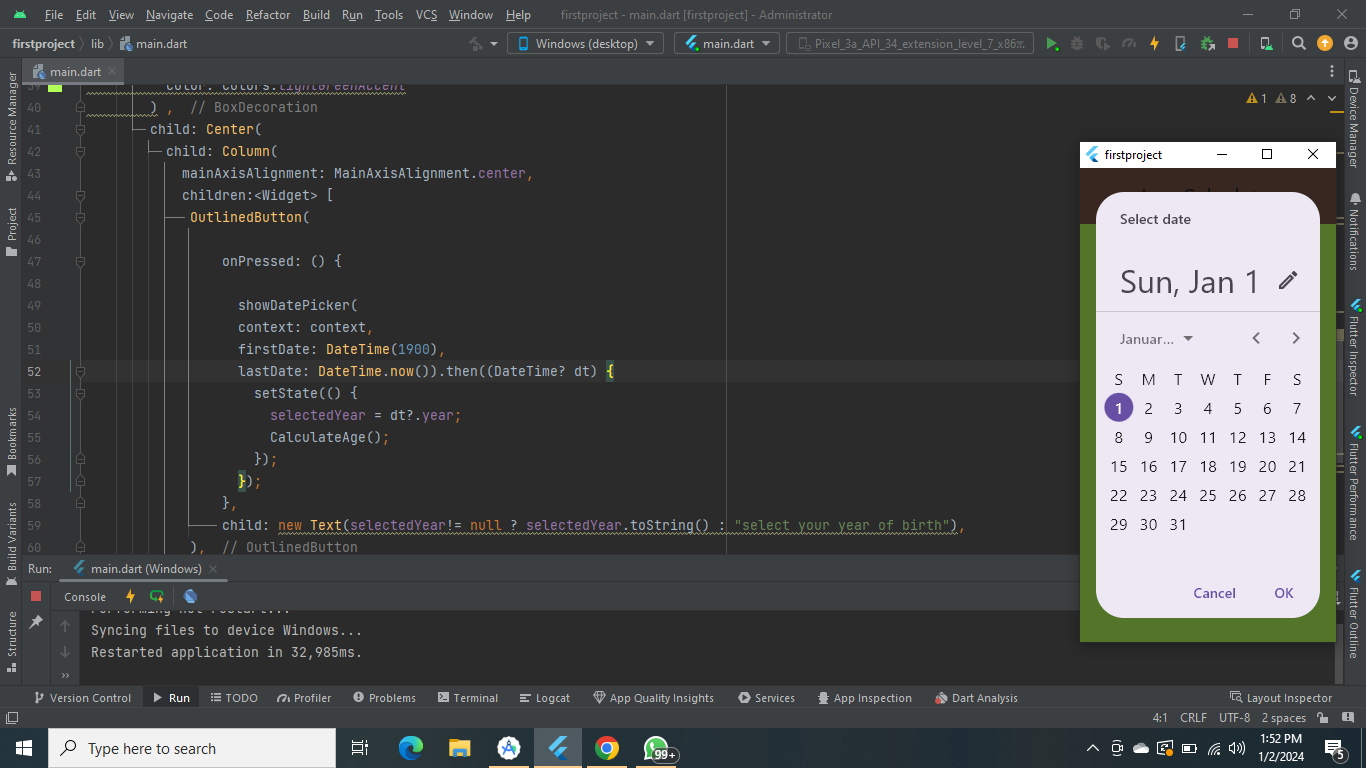 File Edit View Navigate Code Refactor Build Run Tools VCS Window Help firstproject - main.dart [firstproject] - Administrator
firstproject lib main.dart Windows (desktop) main.dart Pixel_3a_API_34_extension_level_7_x86
main.dart
39 color: Colors.lightGreenAccent
40 ) , // BoxDecoration
41 child: Center(
42 child: Column(
43 mainAxisAlignment: MainAxisAlignment.center,
44 children:<Widget> [
45 OutlinedButton(
46
47 onPressed: () {
48
49 showDatePicker(
50 context: context,
51 firstDate: DateTime(1900),
52 lastDate: DateTime.now()).then((DateTime? dt) {
53 setState(() {
54 selectedYear = dt?.year;
55 CalculateAge();
56 });
57 });
58 },
59 child: new Text(selectedYear!= null ? selectedYear.toString() : "select your year of birth"),
60 ), // OutlinedButton
1 8
Resource Manager
Project
Bookmarks
Build Variants
Structure
Device Manager
Notifications
Flutter Inspector
Flutter Performance
Flutter Outline
firstproject
Select date
Sun, Jan 1
Januar...
S M T W T F S
1 2 3 4 5 6 7
8 9 10 11 12 13 14
15 16 17 18 19 20 21
22 23 24 25 26 27 28
29 30 31
Cancel OK
Run: main.dart (Windows)
Console
Performing hot restart...
Syncing files to device Windows...
Restarted application in 32,985ms.
Version Control Run TODO Profiler Problems Terminal Logcat App Quality Insights Services App Inspection Dart Analysis Layout Inspector
4:1 CRLF UTF-8 2 spaces
Type here to search
99+
1:52 PM
1/2/2024
5